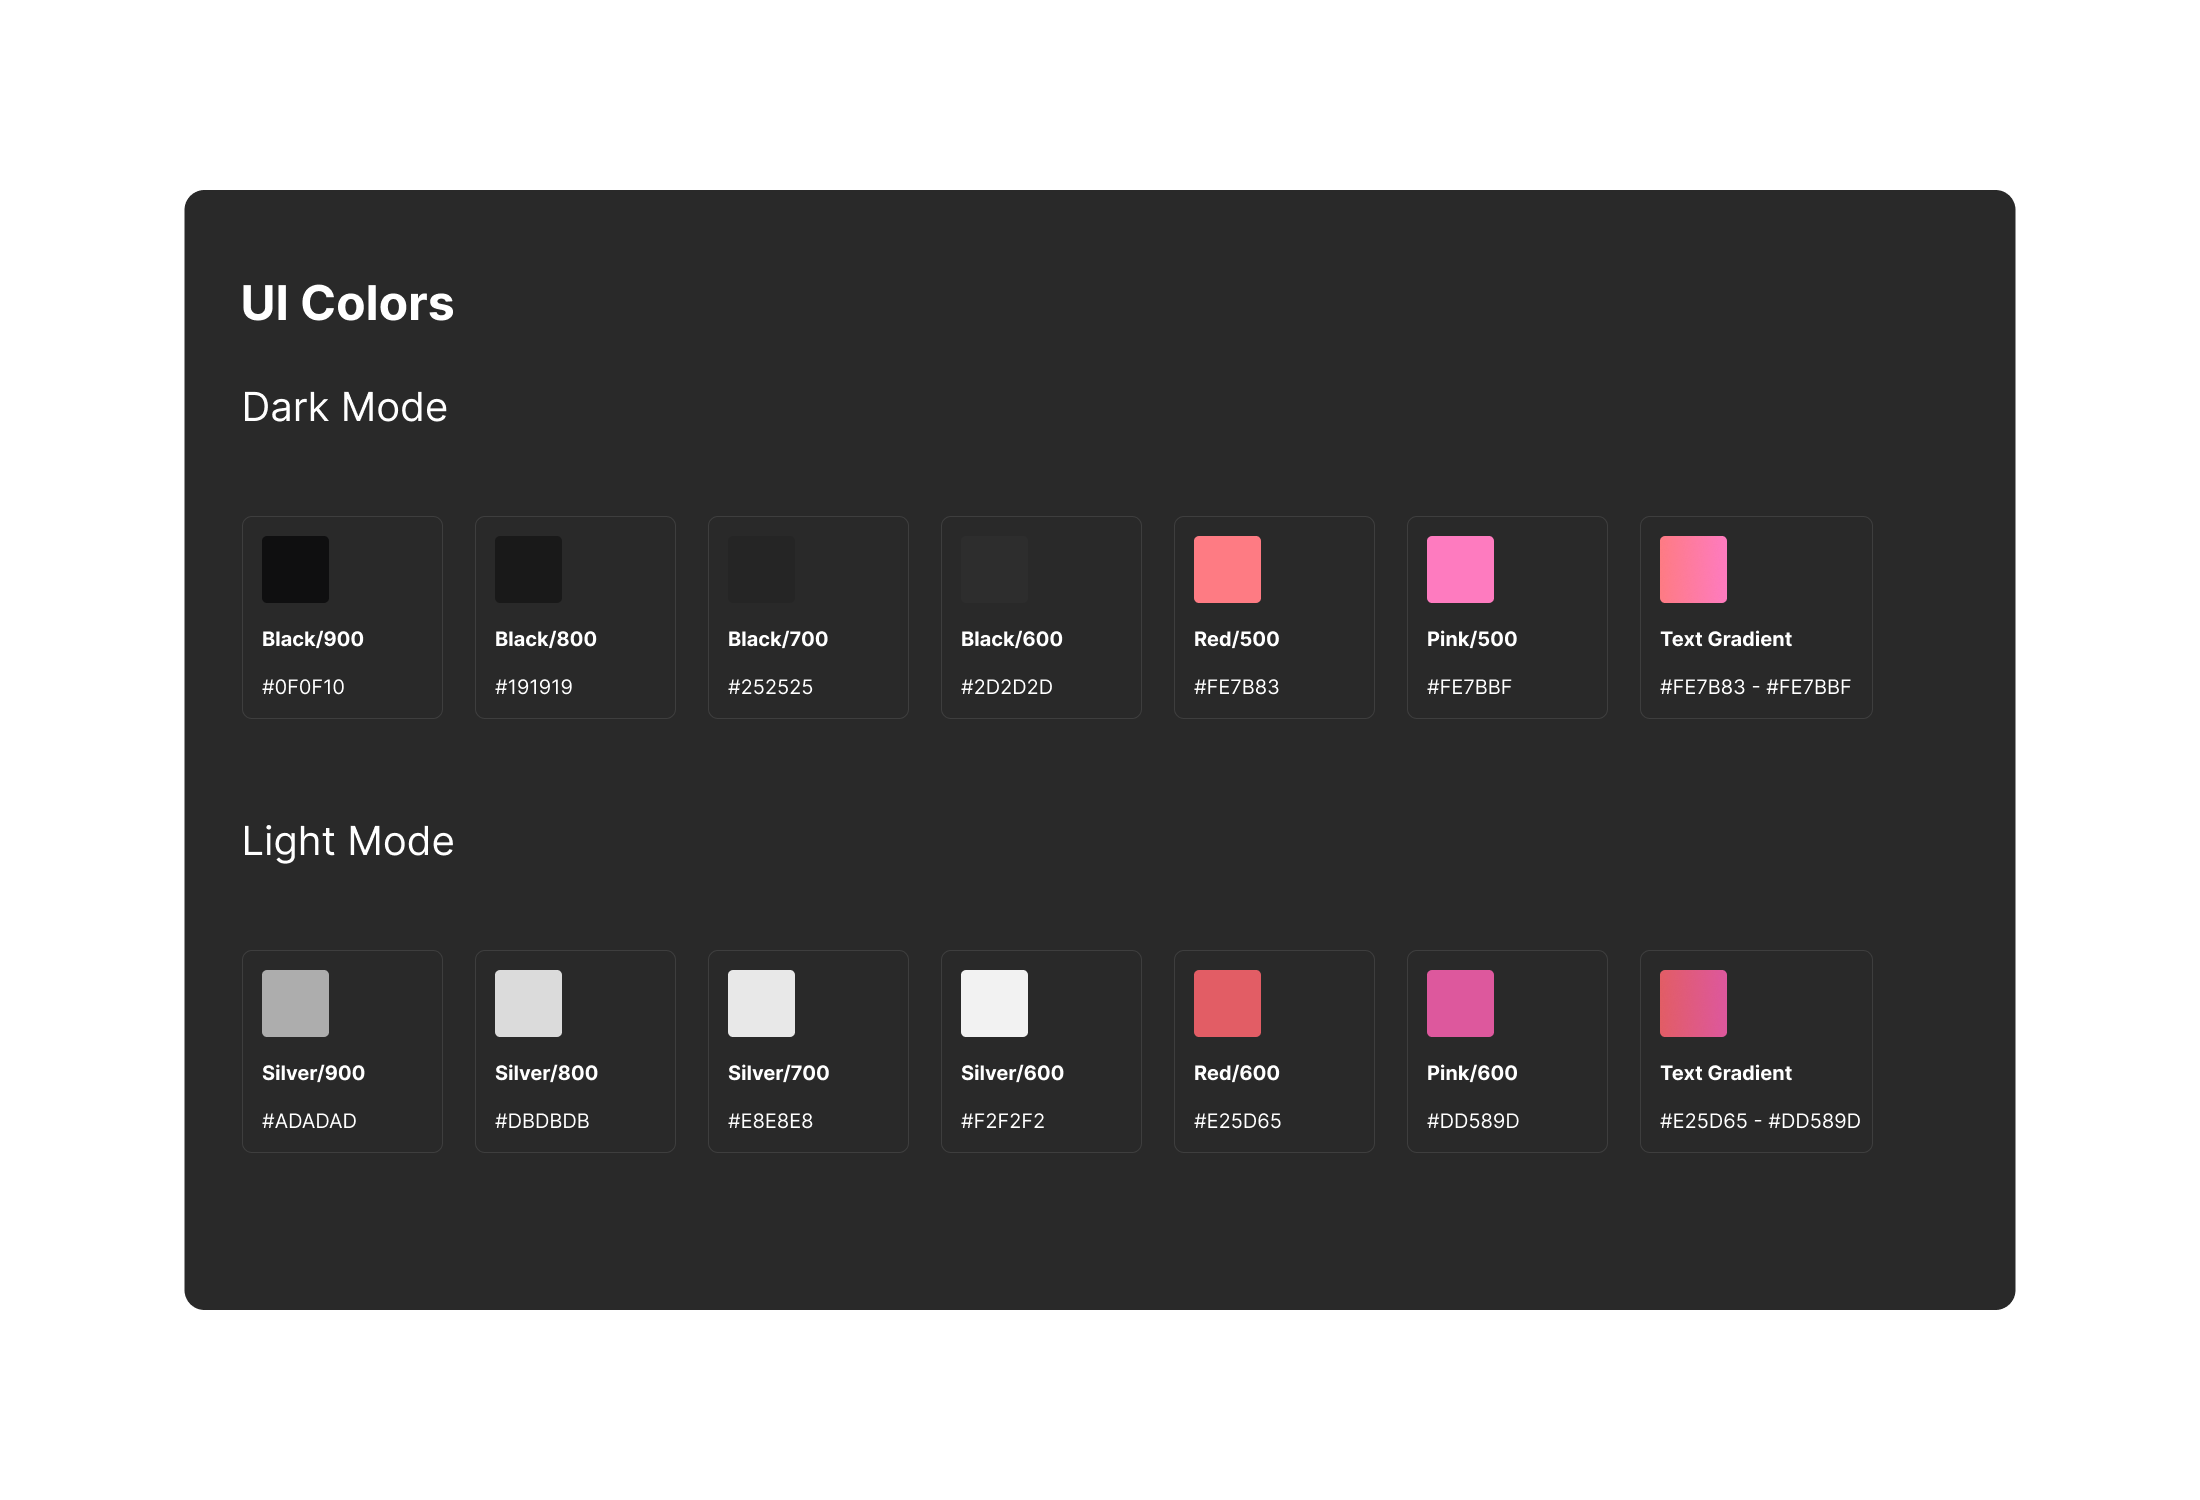 UI Colors
Dark Mode
Black/900
#0F0F10
Black/800
#191919
Black/700
#252525
Black/600
#2D2D2D
Red/500
#FE7B83
Pink/500
#FE7BBF
Text Gradient
#FE7B83 - #FE7BBF
Light Mode
Silver/900
#ADADAD
Silver/800
#DBDBDB
Silver/700
#E8E8E8
Silver/600
#F2F2F2
Red/600
#E25D65
Pink/600
#DD589D
Text Gradient
#E25D65 - #DD589D